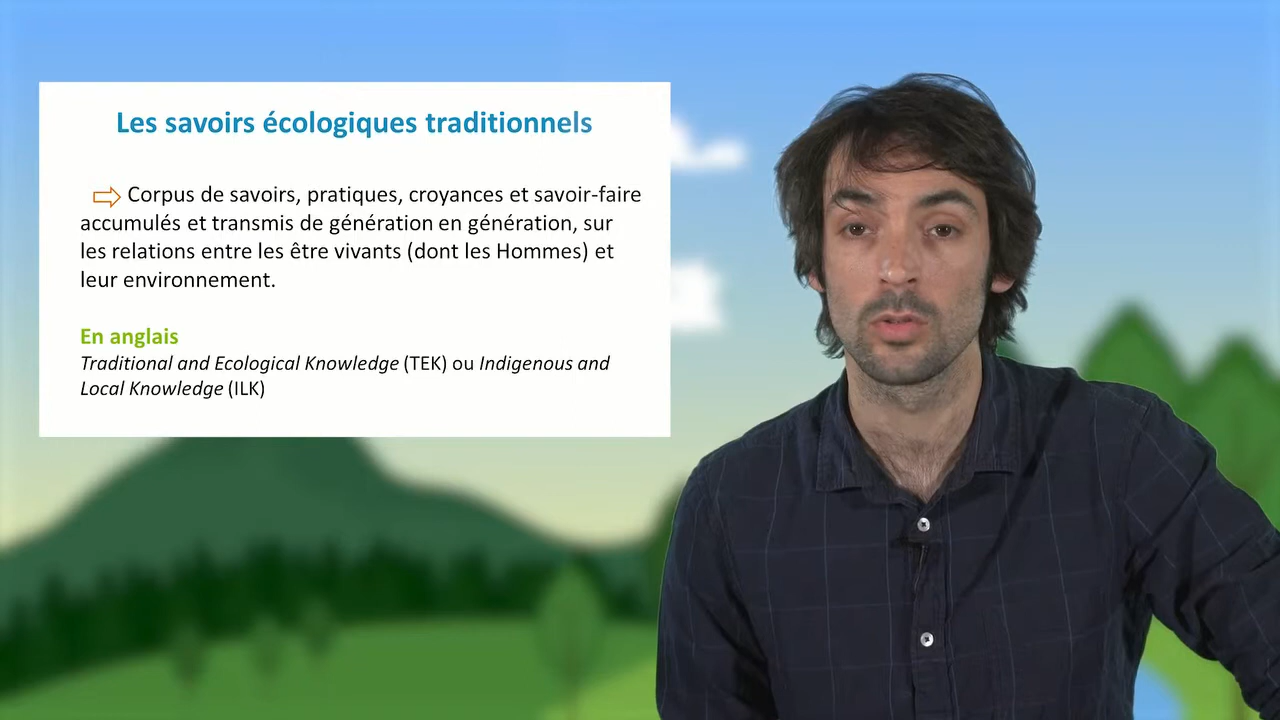 Les savoirs écologiques traditionnels
Corpus de savoirs, pratiques, croyances et savoir-faire
accumulés et transmis de génération en génération, sur
les relations entre les être vivants (dont les Hommes) et
leur environnement.
En anglais
Traditional and Ecological Knowledge (TEK) ou Indigenous and
Local Knowledge (ILK)